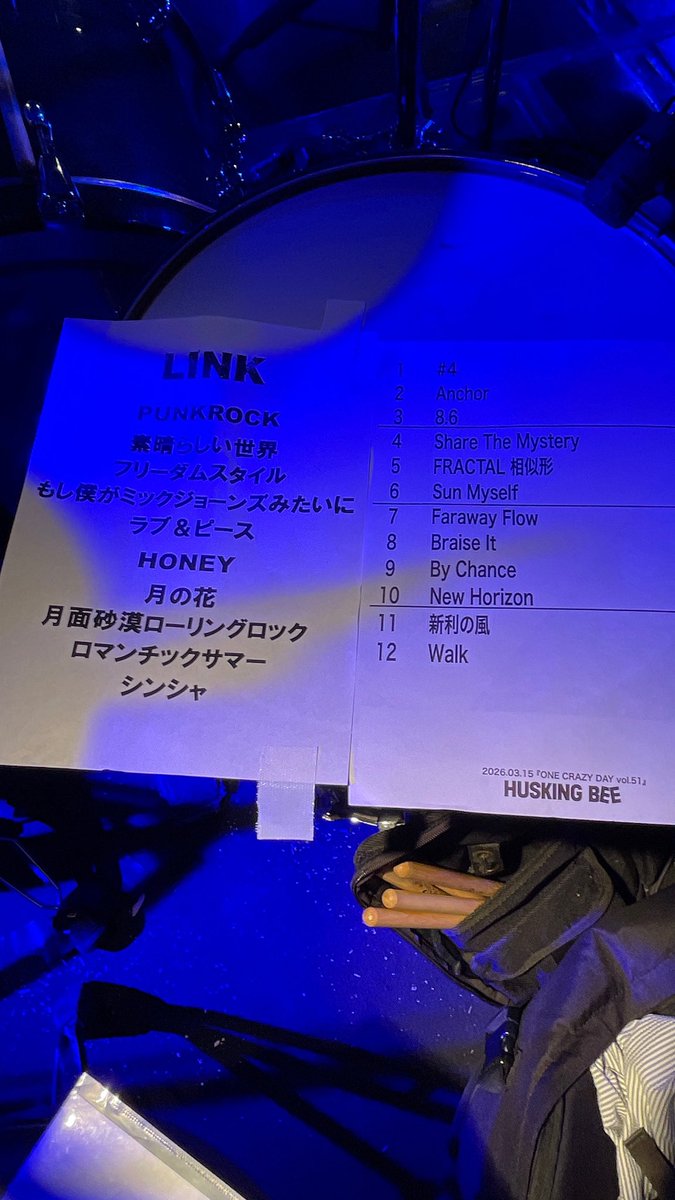 LINK
PUNKROCK
素晴らしい世界
フリーダムスタイル
もし僕がミックジョーンズみたいに
ラブ&ピース
HONEY
月の花
月面砂漠ローリングロック
ロマンチックサマー
シンシャ
1 #4
2 Anchor
3 8.6
4 Share The Mystery
5 FRACTAL 相似形
6 Sun Myself
7 Faraway Flow
8 Braise It
9 By Chance
10 New Horizon
11 新利の風
12 Walk
2026.03.15『ONE CRAZY DAY vol.51』
HUSKING BEE